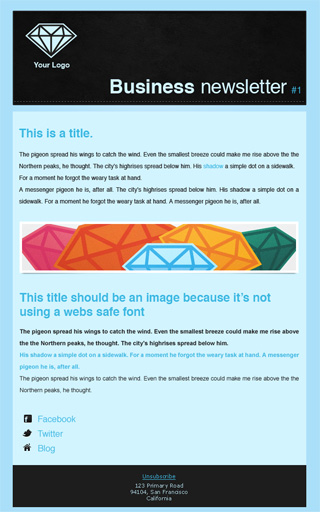 Your Logo
Business newsletter #1
This is a title.
The pigeon spread his wings to catch the wind. Even the smallest breeze could make me rise above the the
Northern peaks, he thought. The city's highrises spread below him. His shadow a simple dot on a sidewalk.
For a moment he forgot the weary task at hand.
A messenger pigeon he is, after all. The city's highrises spread below him. His shadow a simple dot on a
sidewalk. For a moment he forgot the weary task at hand. A messenger pigeon he is, after all.
This title should be an image because it's not
using a webs safe font
The pigeon spread his wings to catch the wind. Even the smallest breeze could make my rise above
the the Northern peaks, he thought. The city's highrises spread below him.
His shadow a simple dot on a sidewalk. For a moment he forgot the weary task at hand. A messenger
pigeon he is, after all.
The pigeon spread his wings to catch the wind. Even the smallest breeze could make me rise above the the
Northern peaks, he thought.
Facebook
Twitter
Blog
Unsubscribe
123 Primary Road
94104, San Francisco
California